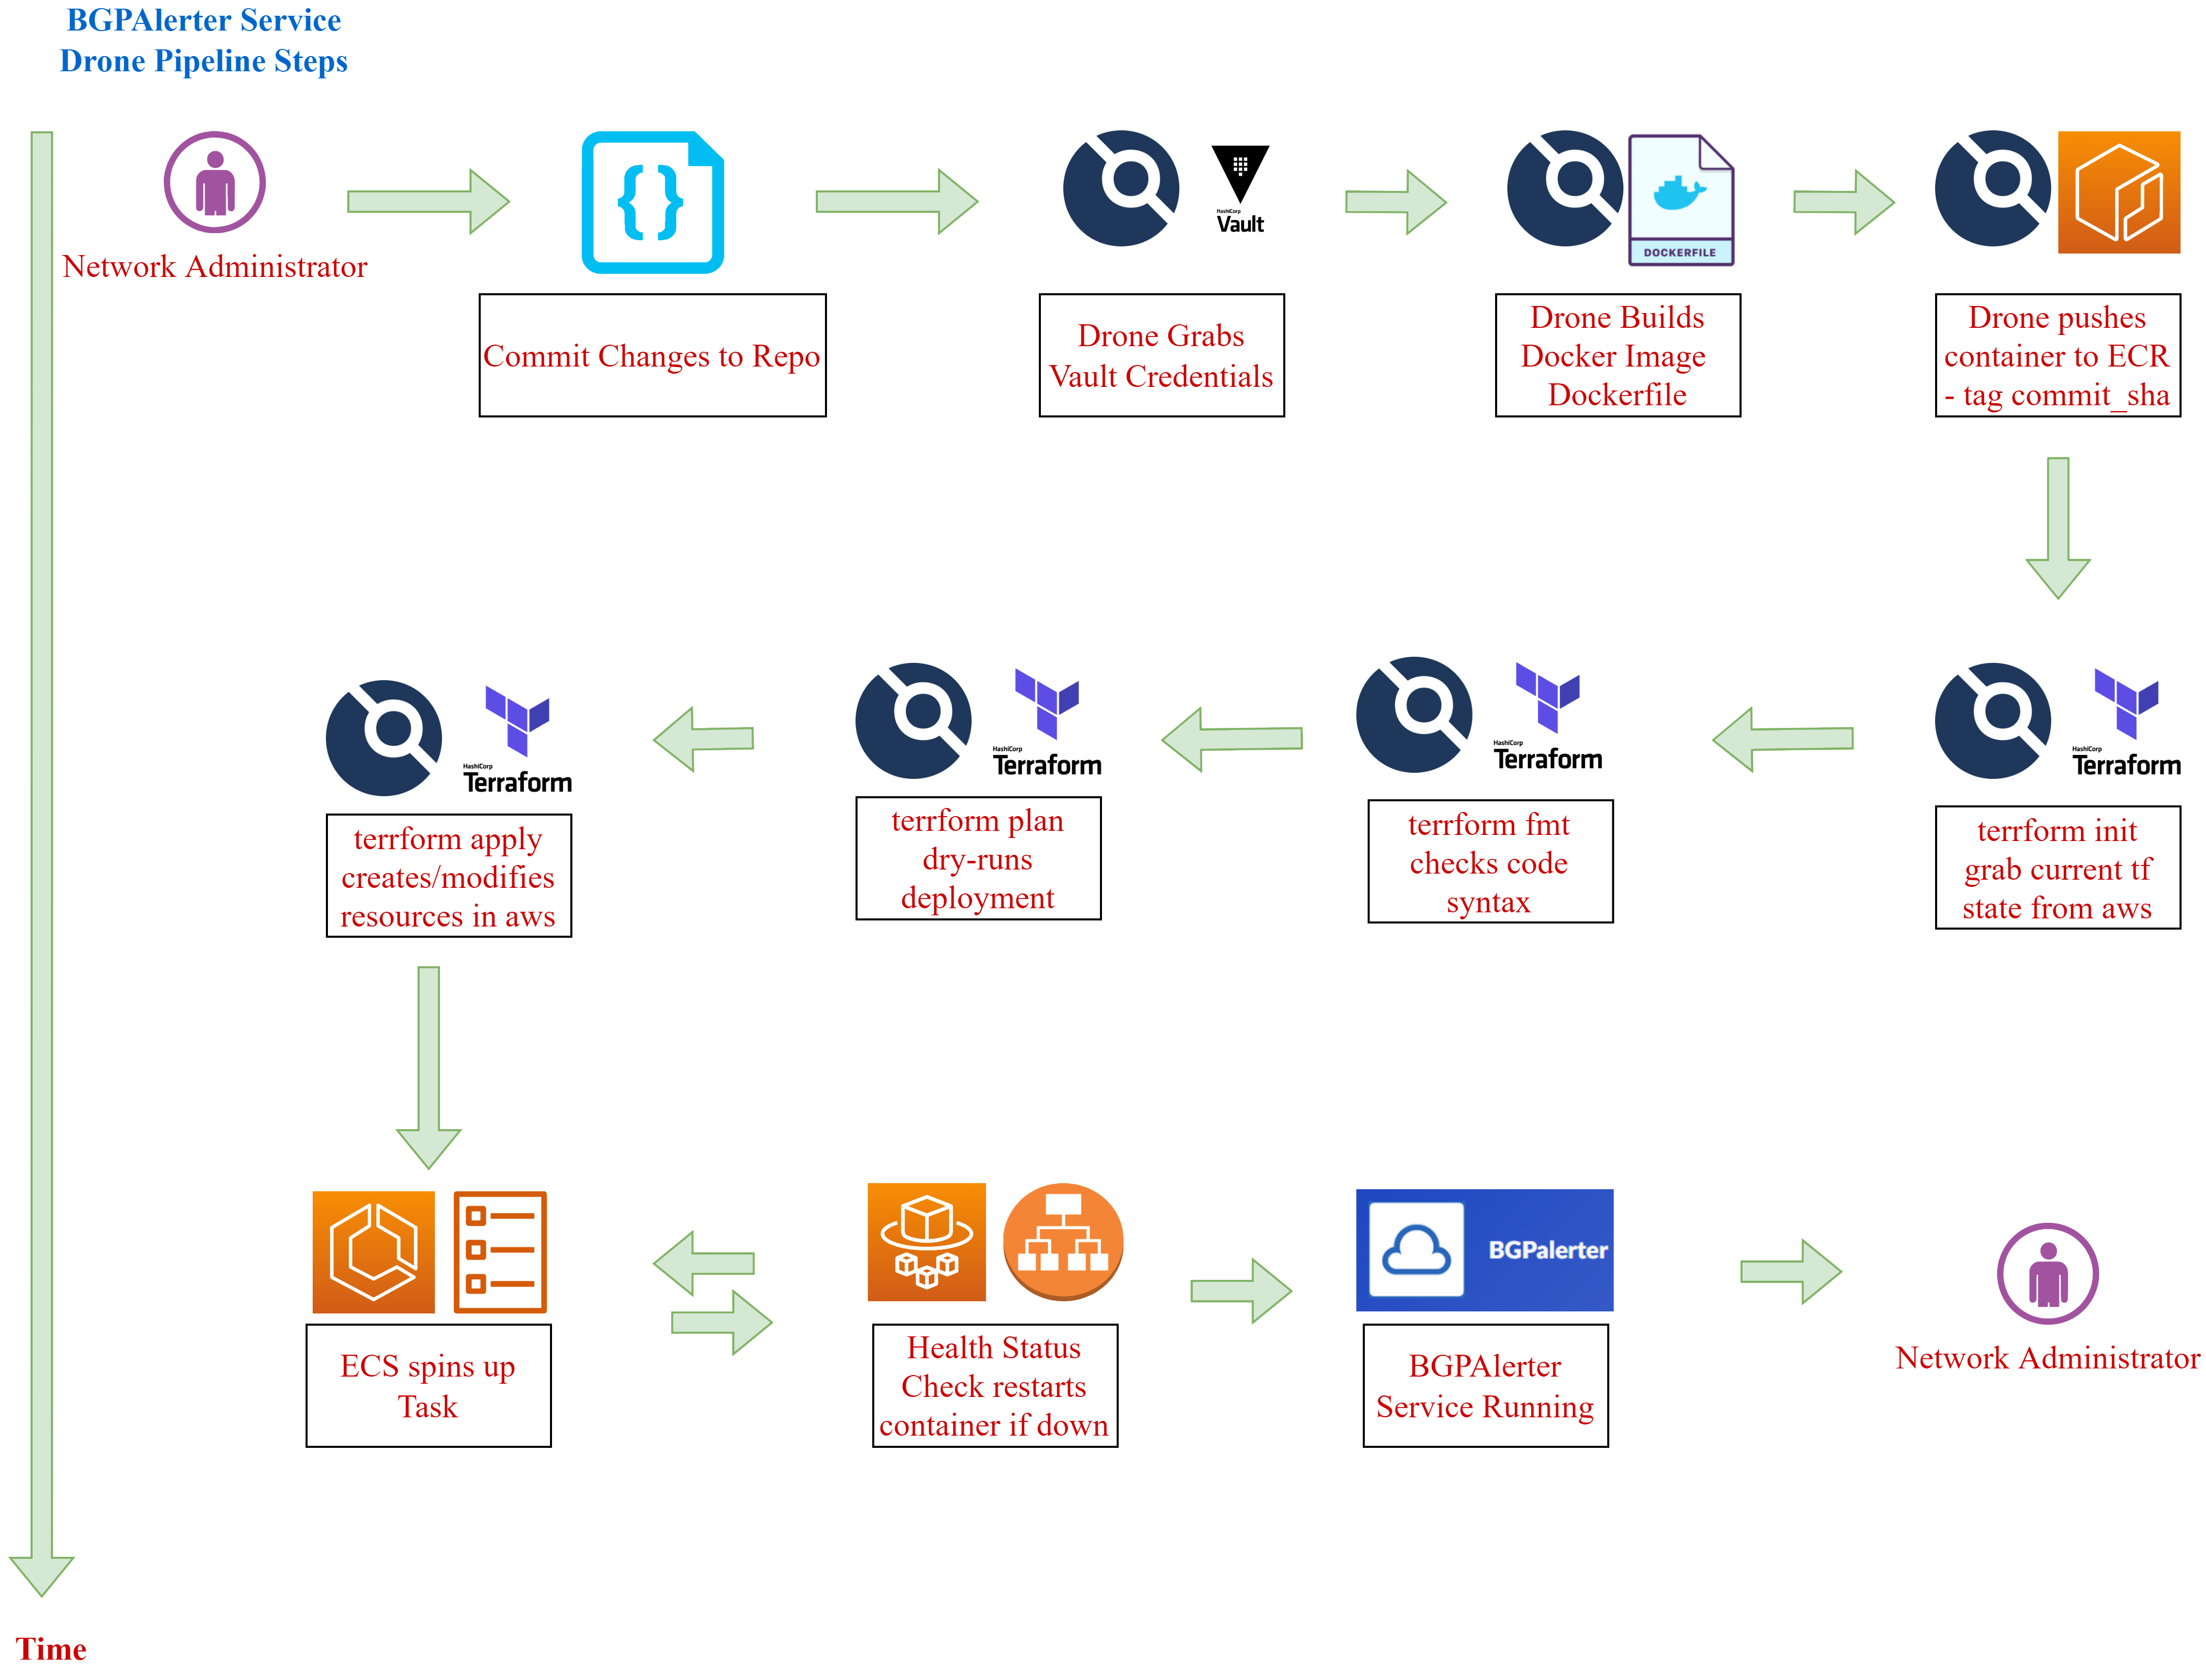 BGPAlerter Service
Drone Pipeline Steps
Network Administrator
Commit Changes to Repo
HashiCorp
Vault
Drone Grabs
Vault Credentials
DOCKERFILE
Drone Builds
Docker Image
Dockerfile
Drone pushes
container to ECR
- tag commit_sha
HashiCorp
Terraform
terrform init
grab current tf
state from aws
HashiCorp
Terraform
terrform fmt
checks code
syntax
HashiCorp
Terraform
terrform plan
dry-runs
deployment
HashiCorp
Terraform
terrform apply
creates/modifies
resources in aws
ECS spins up
Task
Health Status
Check restarts
container if down
BGPalerter
BGPAlerter
Service Running
Network Administrator
Time